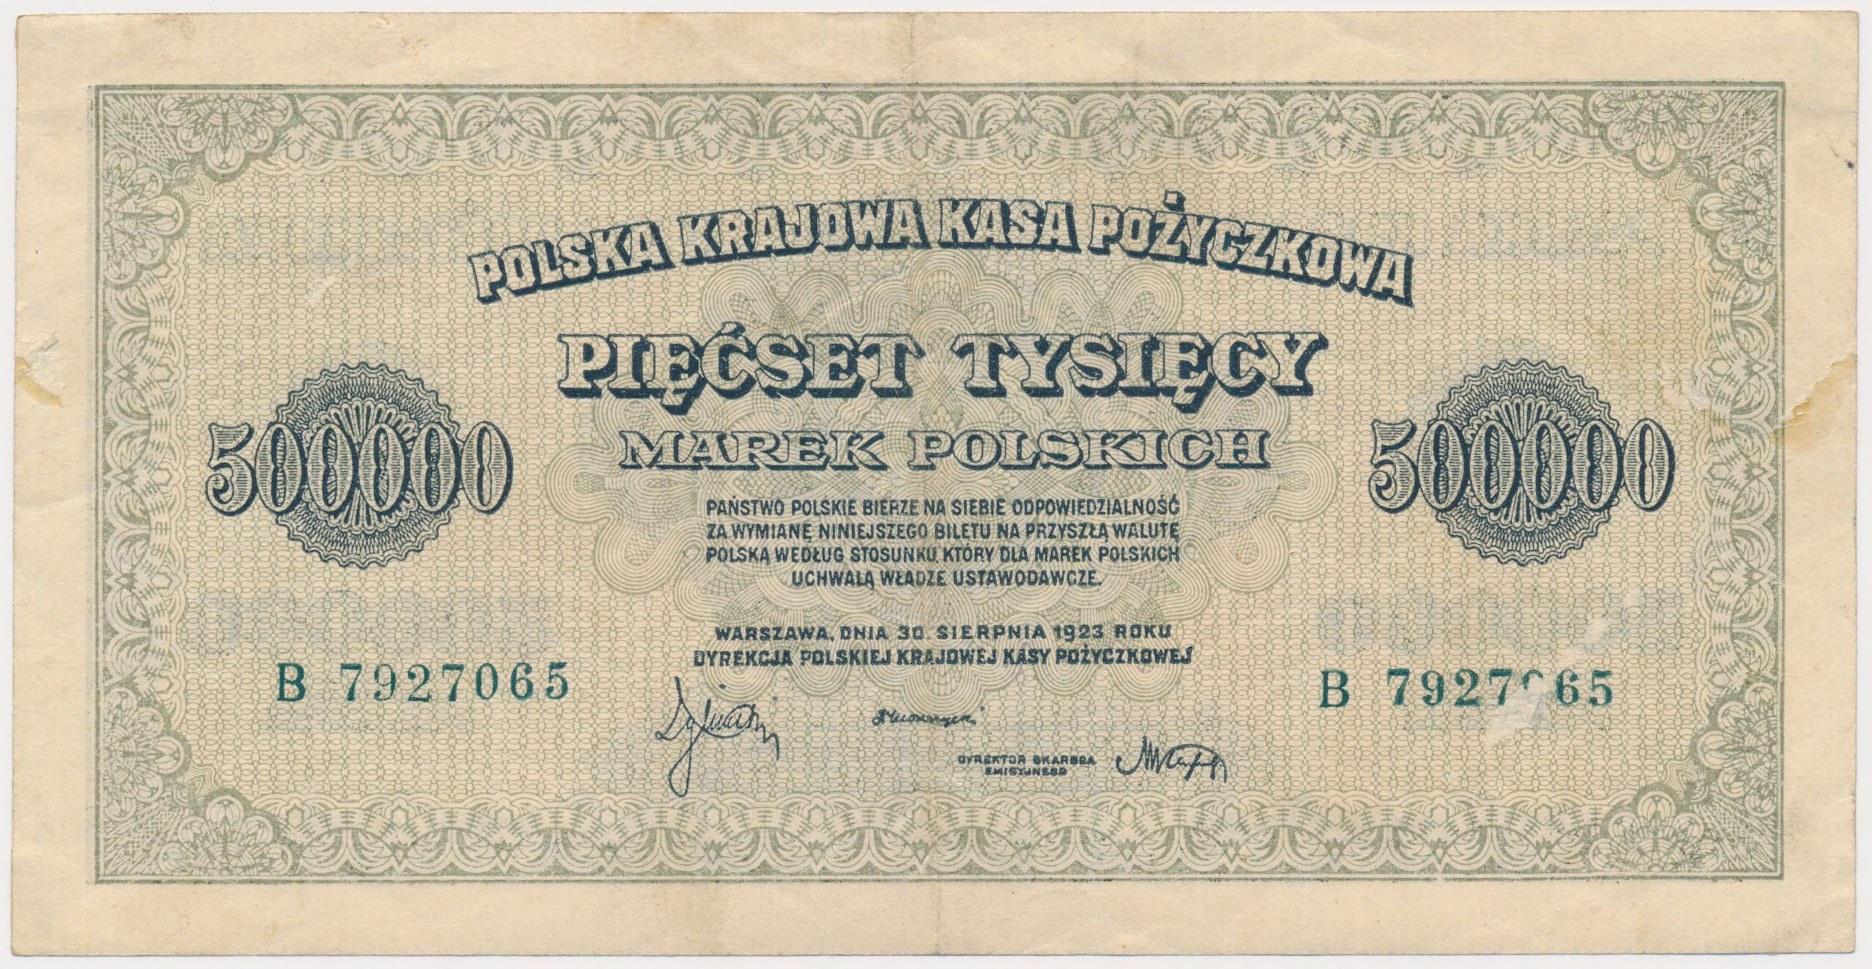 POLSKA KRAJOWA KASA POŻYCZKOWA
PIĘĆSET TYSIĘCY
MAREK POLSKICH
500000
500000
PAŃSTWO POLSKIE BIERZE NA SIEBIE ODPOWIEDZIALNOŚĆ
ZA WYMIANĘ NINIEJSZEGO BILETU NA PRZYSZŁĄ WALUTĘ
POLSKĄ WEDŁUG STOSUNKU, KTÓRY DLA MAREK POLSKICH
UCHWALĄ WŁADZE USTAWODAWCZE.
WARSZAWA, DNIA 30. SIERPNIA 1923 ROKU
DYREKCJA POLSKIEJ KRAJOWEJ KASY POŻYCZKOWEJ
B 7927065
B 7927065
DYREKTOR SKARBCA
EMISYJNEGO